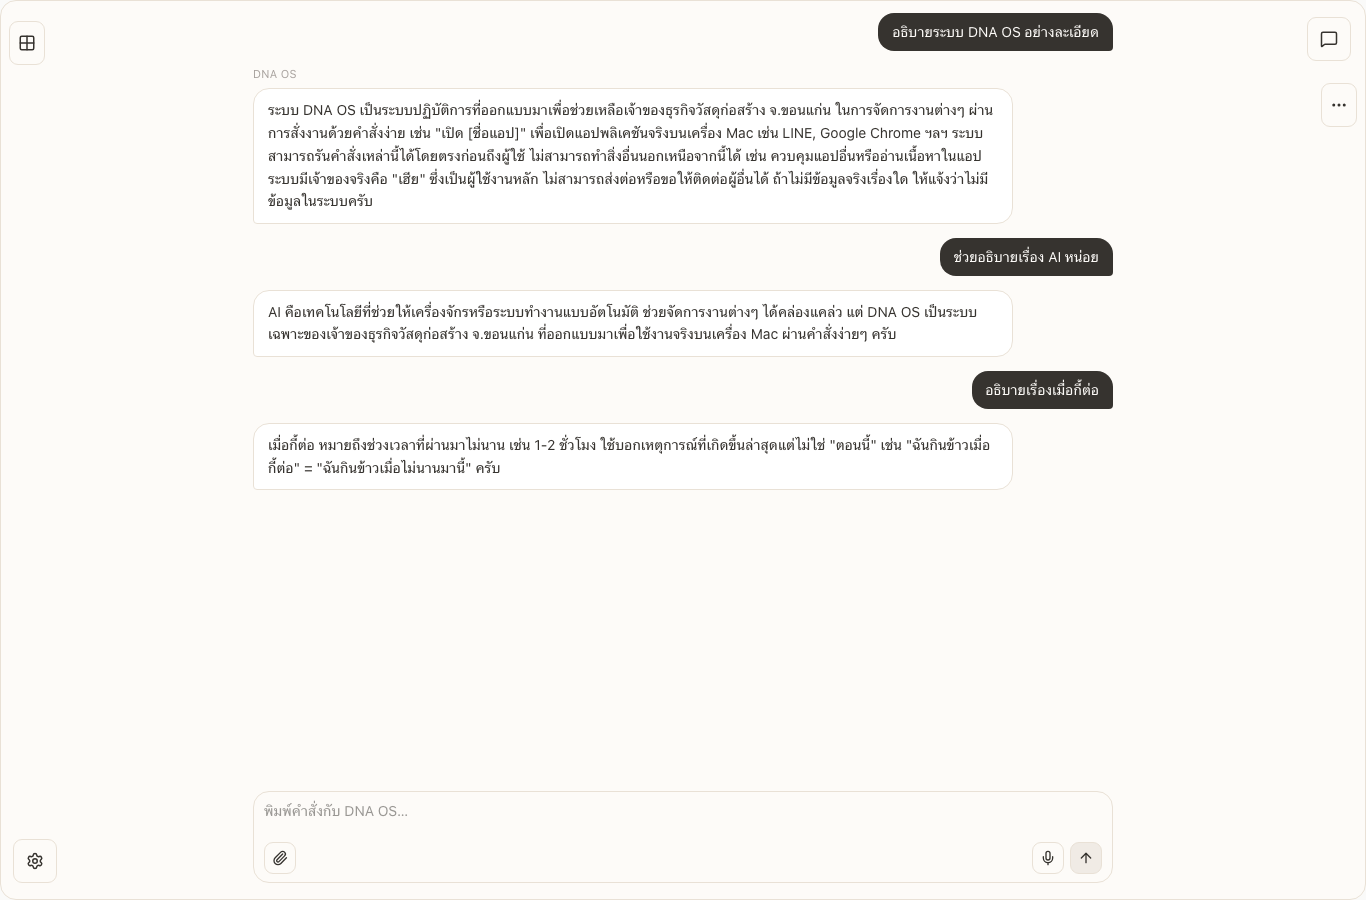 อธิบายระบบ DNA OS อย่างละเอียด
DNA OS
ระบบ DNA OS เป็นระบบปฏิบัติการที่ออกแบบมาเพื่อช่วยเหลือเจ้าของธุรกิจวัสดุก่อสร้าง จ.ขอนแก่น ในการจัดการงานต่างๆ ผ่าน
การสั่งงานด้วยคำสั่งง่าย เช่น "เปิด [ชื่อแอป]" เพื่อเปิดแอปพลิเคชันจริงบนเครื่อง Mac เช่น LINE, Google Chrome ฯลฯ ระบบ
สามารถรันคำสั่งเหล่านี้ได้โดยตรงก่อนถึงผู้ใช้ ไม่สามารถทำสิ่งอื่นนอกเหนือจากนี้ได้ เช่น ควบคุมแอปอื่นหรืออ่านเนื้อหาในแอป
ระบบมีเจ้าของจริงคือ "เฮีย" ซึ่งเป็นผู้ใช้งานหลัก ไม่สามารถส่งต่อหรือขอให้ติดต่อผู้อื่นได้ ถ้าไม่มีข้อมูลจริงเรื่องใด ให้แจ้งว่าไม่มี
ข้อมูลในระบบครับ
ช่วยอธิบายเรื่อง AI หน่อย
AI คือเทคโนโลยีที่ช่วยให้เครื่องจักรหรือระบบทำงานแบบอัตโนมัติ ช่วยจัดการงานต่างๆ ได้คล่องแคล่ว แต่ DNA OS เป็นระบบ
เฉพาะของเจ้าของธุรกิจวัสดุก่อสร้าง จ.ขอนแก่น ที่ออกแบบมาเพื่อใช้งานจริงบนเครื่อง Mac ผ่านคำสั่งง่ายๆ ครับ
อธิบายเรื่องเมื่อกี้ต่อ
เมื่อกี้ต่อ หมายถึงช่วงเวลาที่ผ่านมาไม่นาน เช่น 1-2 ชั่วโมง ใช้บอกเหตุการณ์ที่เกิดขึ้นล่าสุดแต่ไม่ใช่ "ตอนนี้" เช่น "ฉันกินข้าวเมื่อ
กี้ต่อ" = "ฉันกินข้าวเมื่อไม่นานมานี้" ครับ
พิมพ์คำสั่งกับ DNA OS...